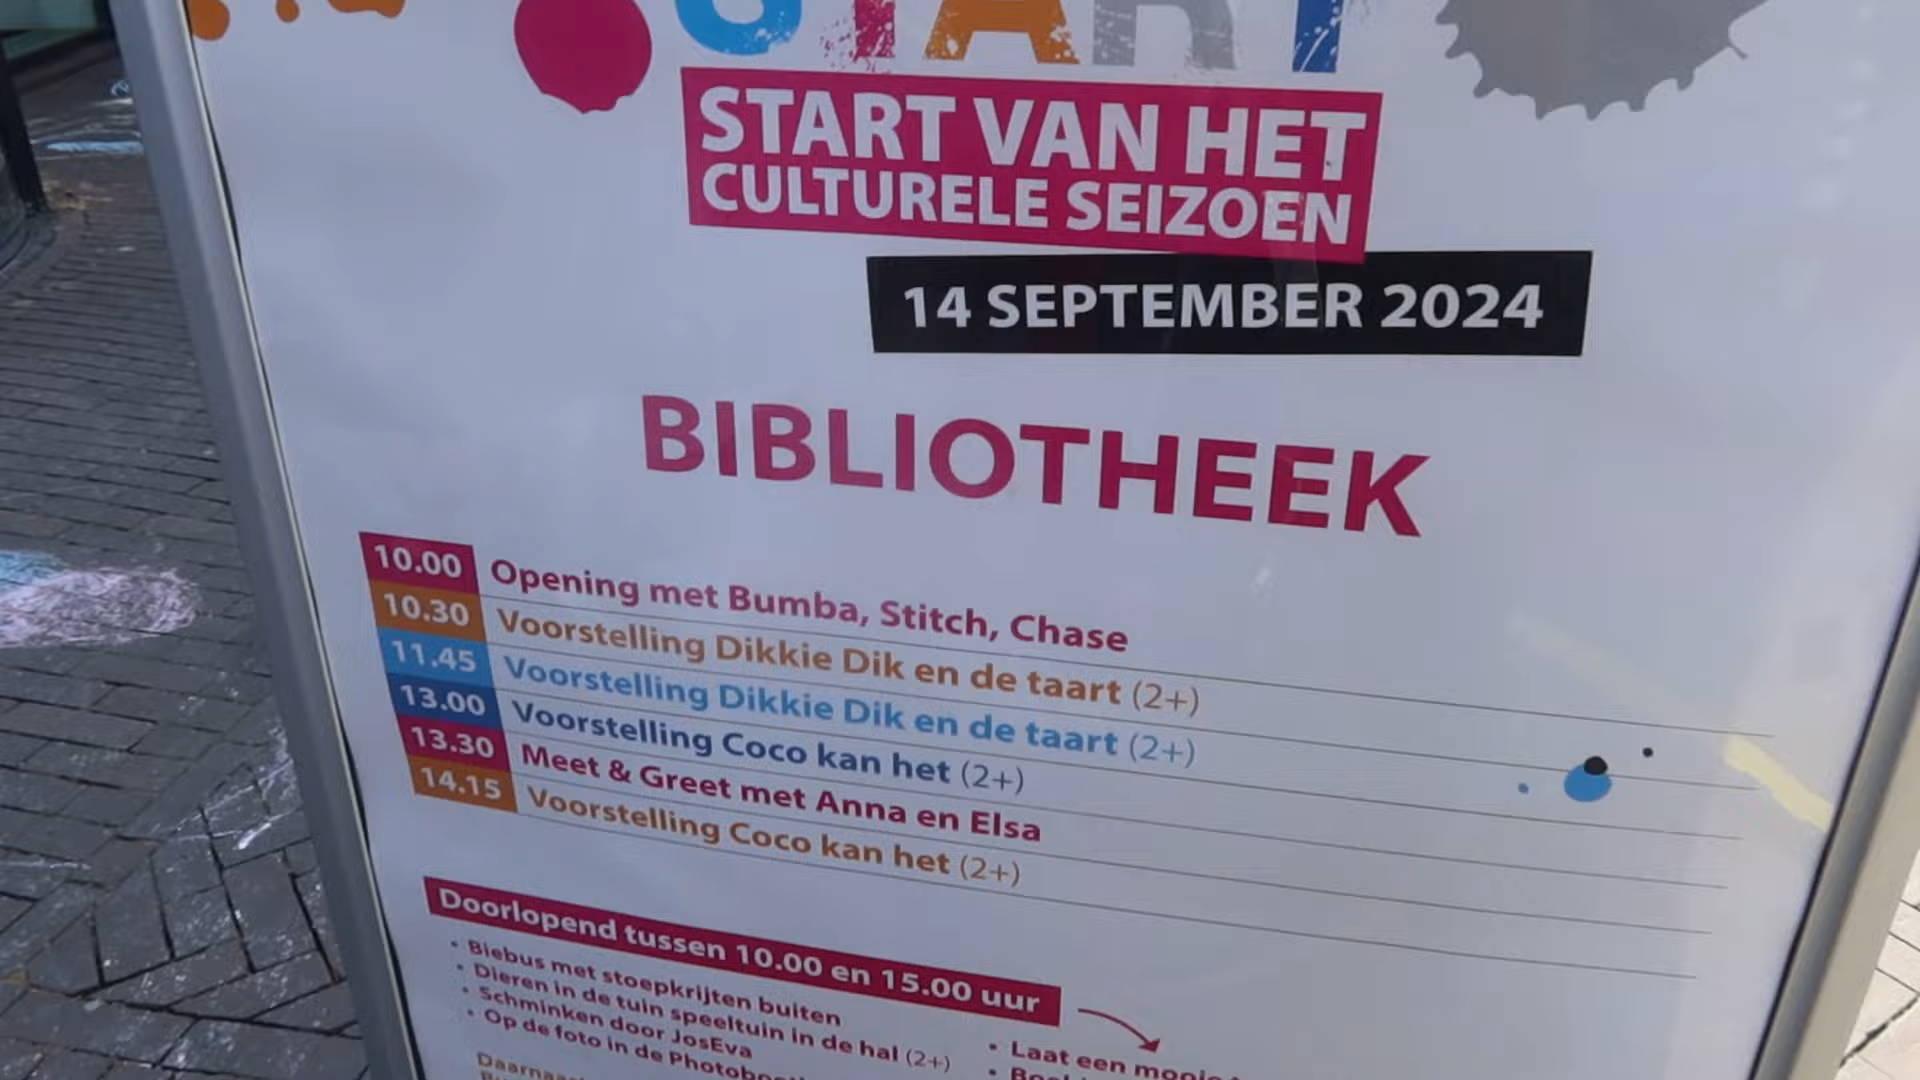 START
START VAN HET
CULTURELE SEIZOEN
14 SEPTEMBER 2024
BIBLIOTHEEK
10.00 Opening met Bumba, Stitch, Chase
10.30 Voorstelling Dikkie Dik en de taart (2+)
11.45 Voorstelling Dikkie Dik en de taart (2+)
13.00 Voorstelling Coco kan het (2+)
13.30 Meet & Greet met Anna en Elsa
14.15 Voorstelling Coco kan het (2+)
Doorlopend tussen 10.00 en 15.00 uur
• Biebus met stoepkrijten buiten
• Dieren in de tuin speeltuin in de hal (2+)
• Schminken door JosEva
• Op de foto in de
• Laat een